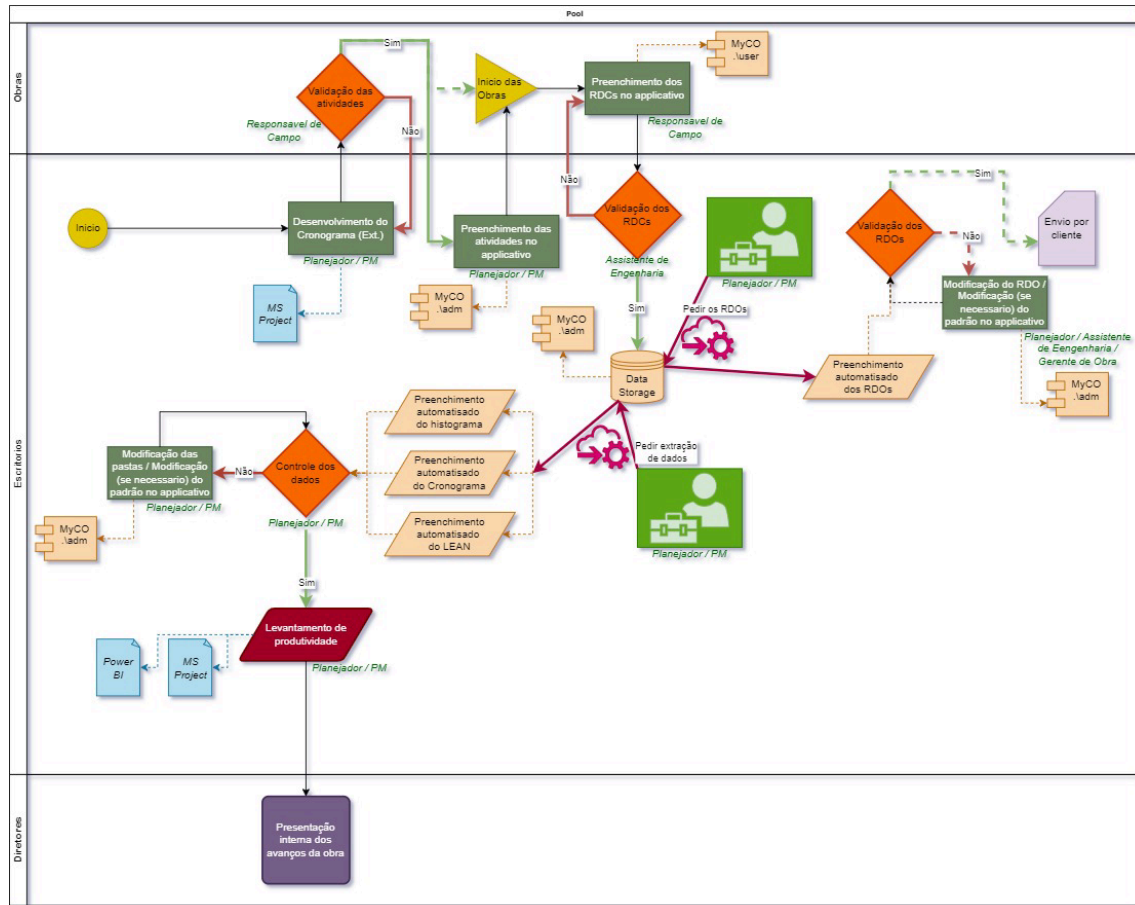 Pool
Obras
Escritorios
Diretores
Sim
Validação das
atividades
Responsavel de
Campo
Não
Inicio das
Obras
Preenchimento dos
RDCs no applicativo
Responsavel de
Campo
MyCO
.\user
Inicio
Desenvolvimento do
Cronograma (Ext.)
Planejador / PM
MS
Project
Preenchimento das
atividades no
applicativo
Planejador / PM
MyCO
.\adm
Não
Validação dos
RDCs
Assistente de
Engenharia
Sim
Planejador / PM
Pedir os RDOs
Validação dos
RDOs
Sim
Não
Envio por
cliente
Modificação do RDO /
Modificação (se
necessario) do
padrão no applicativo
Planejador / Assistente
de Eengenharia /
Gerente de Obra
MyCO
.\adm
MyCO
.\adm
Data
Storage
Preenchimento
automatisado
dos RDOs
Preenchimento
automatisado
do histograma
Preenchimento
automatisado
do Cronograma
Preenchimento
automatisado
do LEAN
Pedir extração
de dados
Planejador / PM
Controle dos
dados
Planejador / PM
Não
Modificação das
pastas / Modificação
(se necessario) do
padrão no applicativo
Planejador / PM
MyCO
.\adm
Sim
Levantamento de
produtividade
Planejador / PM
Power
BI
MS
Project
Presentação
interna dos
avanços da obra